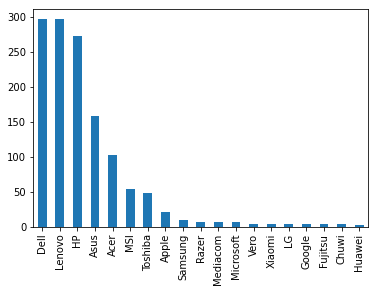 300
250
200
150
100
50
0
Dell
Lenovo
HP
Asus
Acer
MSI
Toshiba
Apple
Samsung
Razer
Mediacom
Microsoft
Vero
Xiaomi
LG
Google
Fujitsu
Chuwi
Huawei